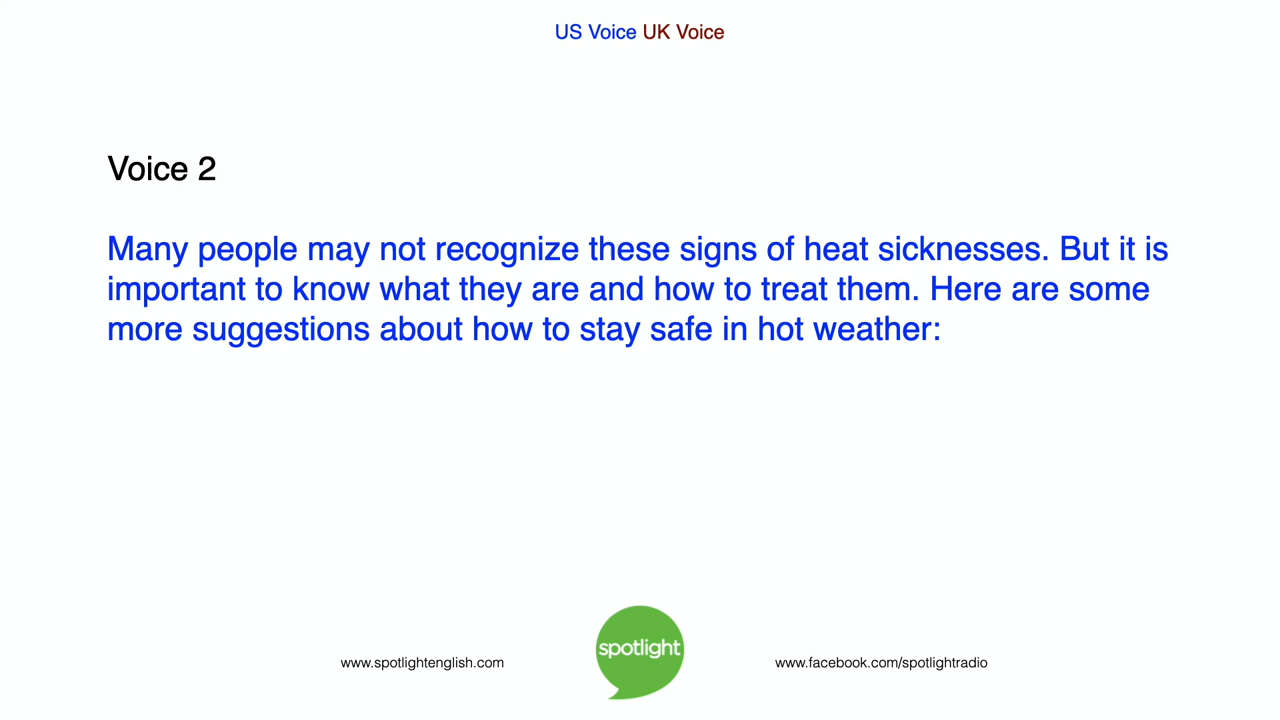 US Voice UK Voice
Voice 2
Many people may not recognize these signs of heat sicknesses. But it is
important to know what they are and how to treat them. Here are some
more suggestions about how to stay safe in hot weather:
spotlight
www.spotlightenglish.com
www.facebook.com/spotlightradio